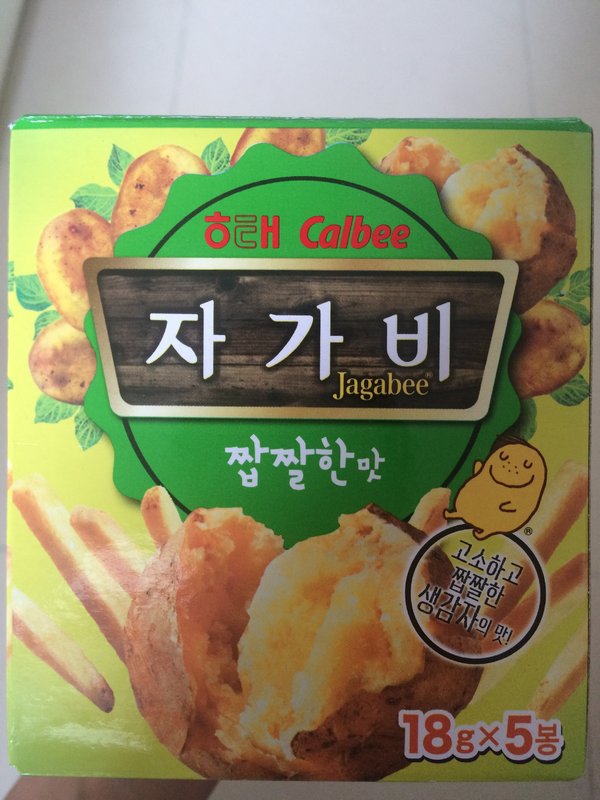 해태 Calbee
자가비
Jagabee®
짭짤한맛
®
고소하고
짭짤한
생감자의 맛!
18g×5봉